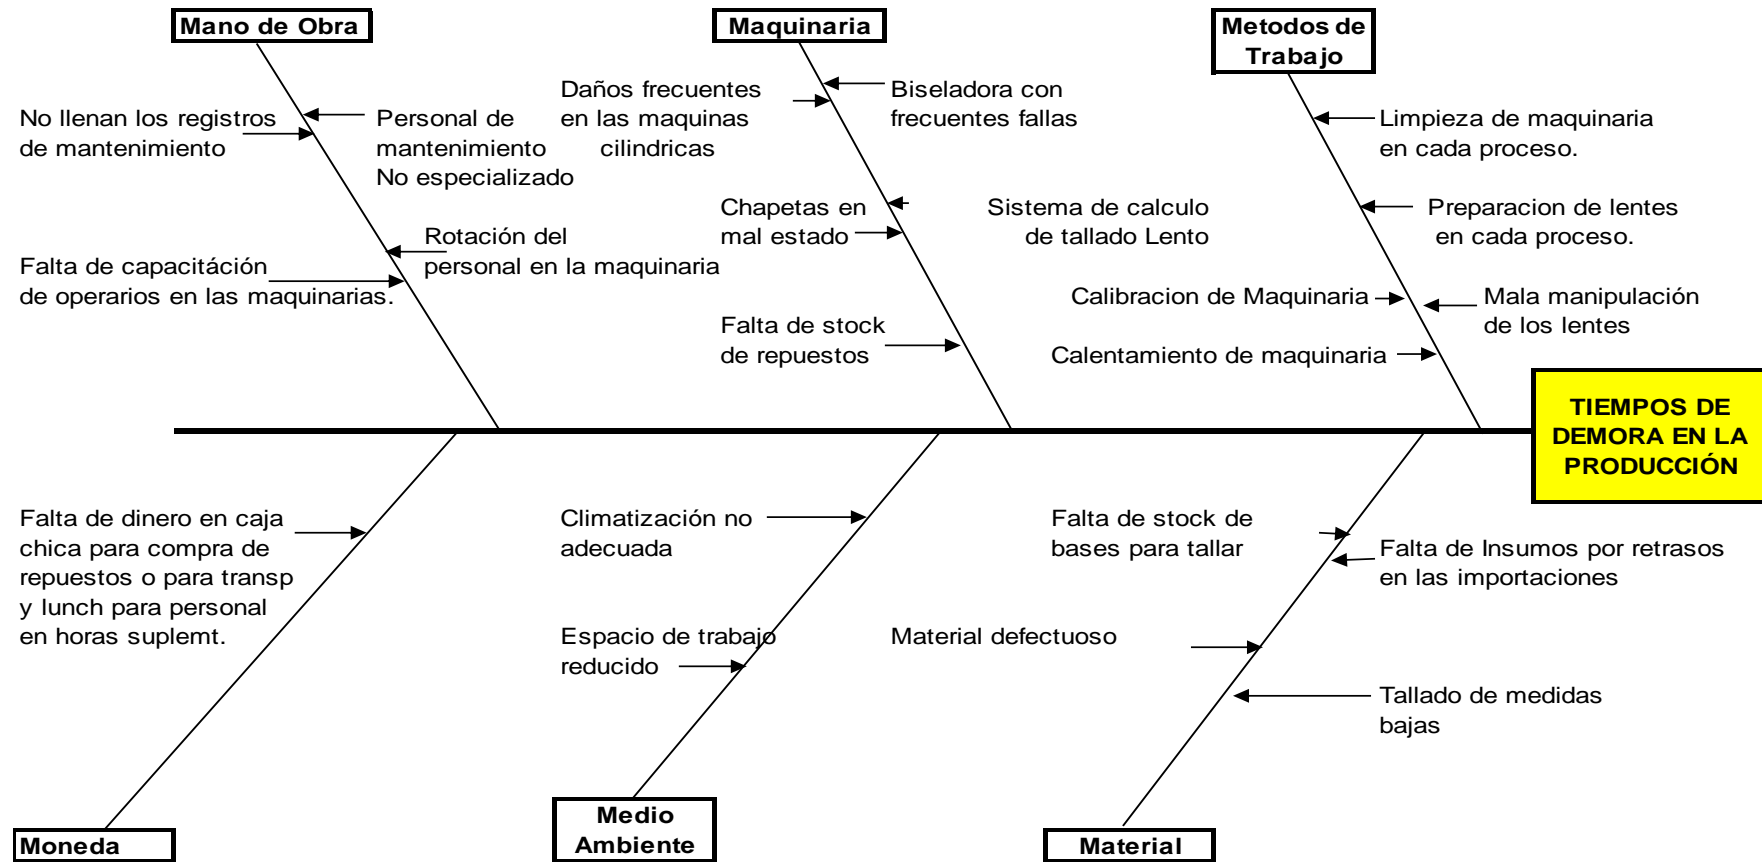 Mano de Obra
Maquinaria
Metodos de
Trabajo
No llenan los registros
de mantenimiento
Personal de
mantenimiento
No especializado
Rotación del
personal en la maquinaria
Falta de capacitáción
de operarios en las maquinarias.
Daños frecuentes
en las maquinas
cilindricas
Biseladora con
frecuentes fallas
Chapetas en
mal estado
Sistema de calculo
de tallado Lento
Falta de stock
de repuestos
Limpieza de maquinaria
en cada proceso.
Preparacion de lentes
en cada proceso.
Calibracion de Maquinaria
Mala manipulación
de los lentes
Calentamiento de maquinaria
TIEMPOS DE
DEMORA EN LA
PRODUCCIÓN
Falta de dinero en caja
chica para compra de
repuestos o para transp
y lunch para personal
en horas suplemt.
Climatización no
adecuada
Espacio de trabajo
reducido
Falta de stock de
bases para tallar
Falta de Insumos por retrasos
en las importaciones
Material defectuoso
Tallado de medidas
bajas
Moneda
Medio
Ambiente
Material